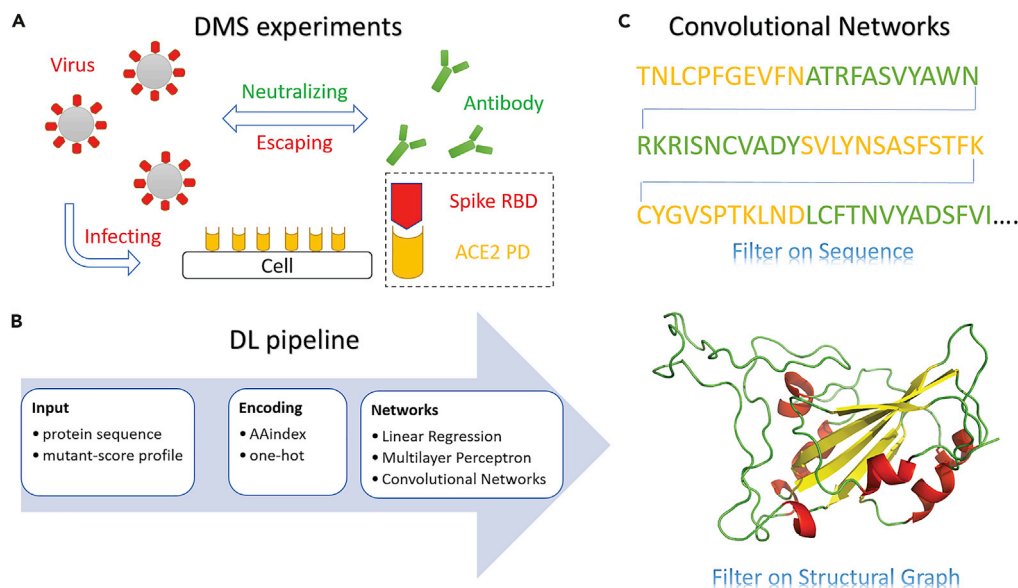 A
DMS experiments
Virus
Neutralizing
Escaping
Antibody
Infecting
Cell
Spike RBD
ACE2 PD
B
DL pipeline
Input
• protein sequence
• mutant-score profile
Encoding
• AAindex
• one-hot
Networks
• Linear Regression
• Multilayer Perceptron
• Convolutional Networks
C
Convolutional Networks
TNLCPFGEVFNATRFASVYAWN
RKRISNCVADYSVLYNSASFSTFK
CYGVSPTKLNDLCFTNVYADSFVI....
Filter on Sequence
Filter on Structural Graph